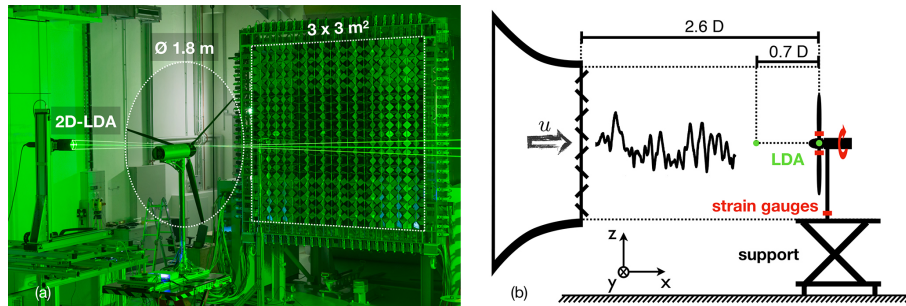 3 x 3 m²
Ø 1.8 m
2D-LDA
(a)
2.6 D
0.7 D
u
LDA
strain gauges
z
y
x
support
(b)